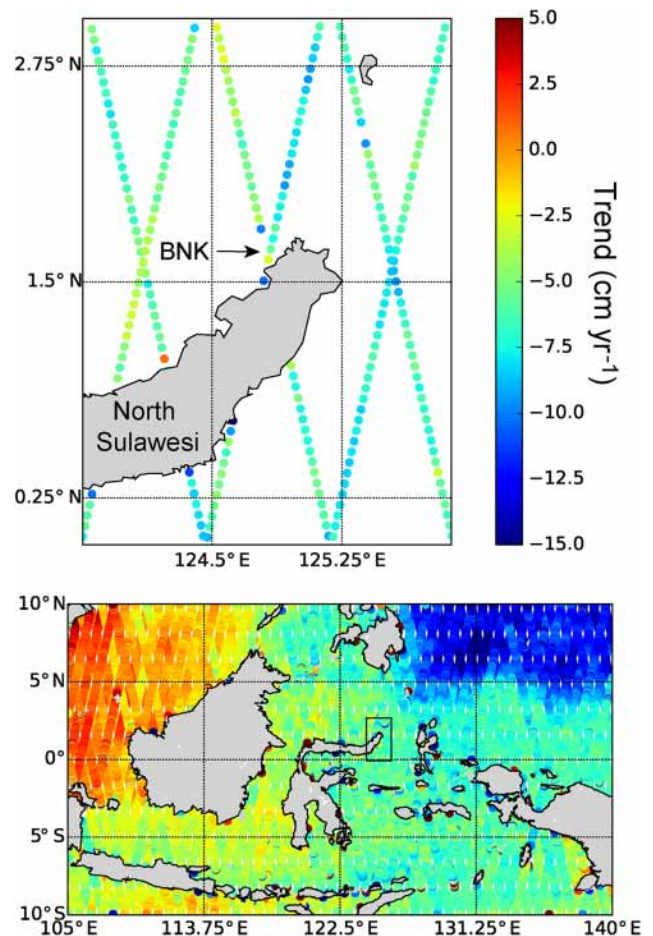 2.75° N
1.5° N
0.25° N
124.5° E
125.25° E
BNK
North
Sulawesi
5.0
2.5
0.0
−2.5
−5.0
−7.5
−10.0
−12.5
−15.0
Trend (cm yr-1)
10° N
5° N
0°
5° S
10° S
105° E
113.75° E
122.5° E
131.25° E
140° E